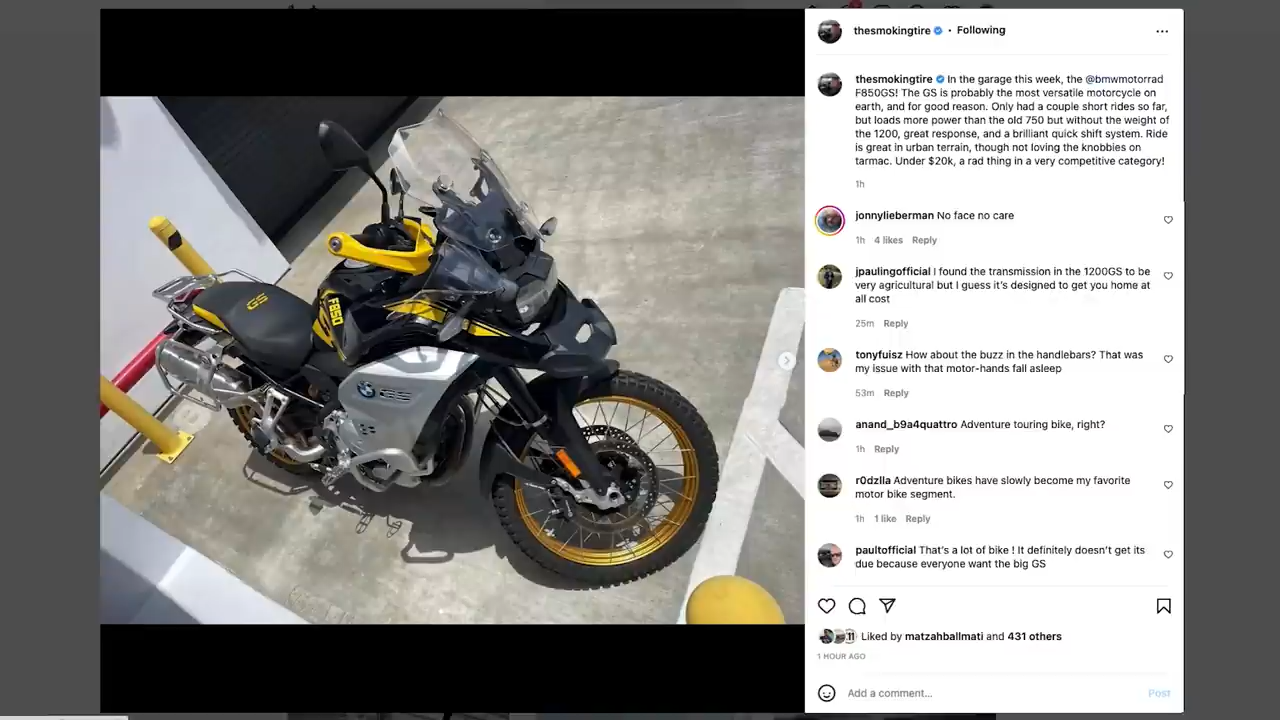 thesmokingtire • Following
thesmokingtire In the garage this week, the @bmwmotorrad
F850GS! The GS is probably the most versatile motorcycle on
earth, and for good reason. Only had a couple short rides so far,
but loads more power than the old 750 but without the weight of
the 1200, great response, and a brilliant quick shift system. Ride
is great in urban terrain, though not loving the knobbies on
tarmac. Under $20k, a rad thing in a very competitive category!
1h
jonnylieberman No face no care
1h 4 likes Reply
jpaulingofficial I found the transmission in the 1200GS to be
very agricultural but I guess it's designed to get you home at
all cost
25m Reply
tonyfuisz How about the buzz in the handlebars? That was
my issue with that motor-hands fall asleep
53m Reply
anand_b9a4quattro Adventure touring bike, right?
1h Reply
r0dzlla Adventure bikes have slowly become my favorite
motor bike segment.
1h 1 like Reply
paultofficial That's a lot of bike ! It definitely doesn't get its
due because everyone want the big GS
Liked by matzahballmati and 431 others
1 HOUR AGO
Add a comment...
Post
GS
F850
GS